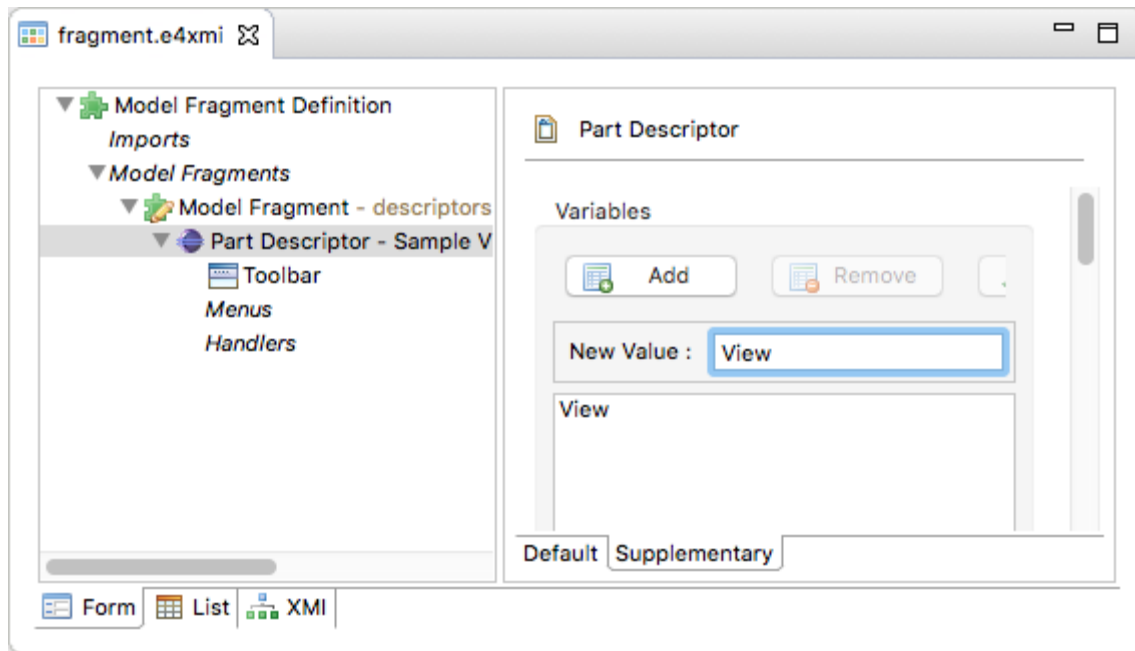 fragment.e4xmi
Model Fragment Definition
Imports
Model Fragments
Model Fragment - descriptors
Part Descriptor - Sample V
Toolbar
Menus
Handlers
Part Descriptor
Variables
Add Remove
New Value : View
View
Default Supplementary
Form List XMI